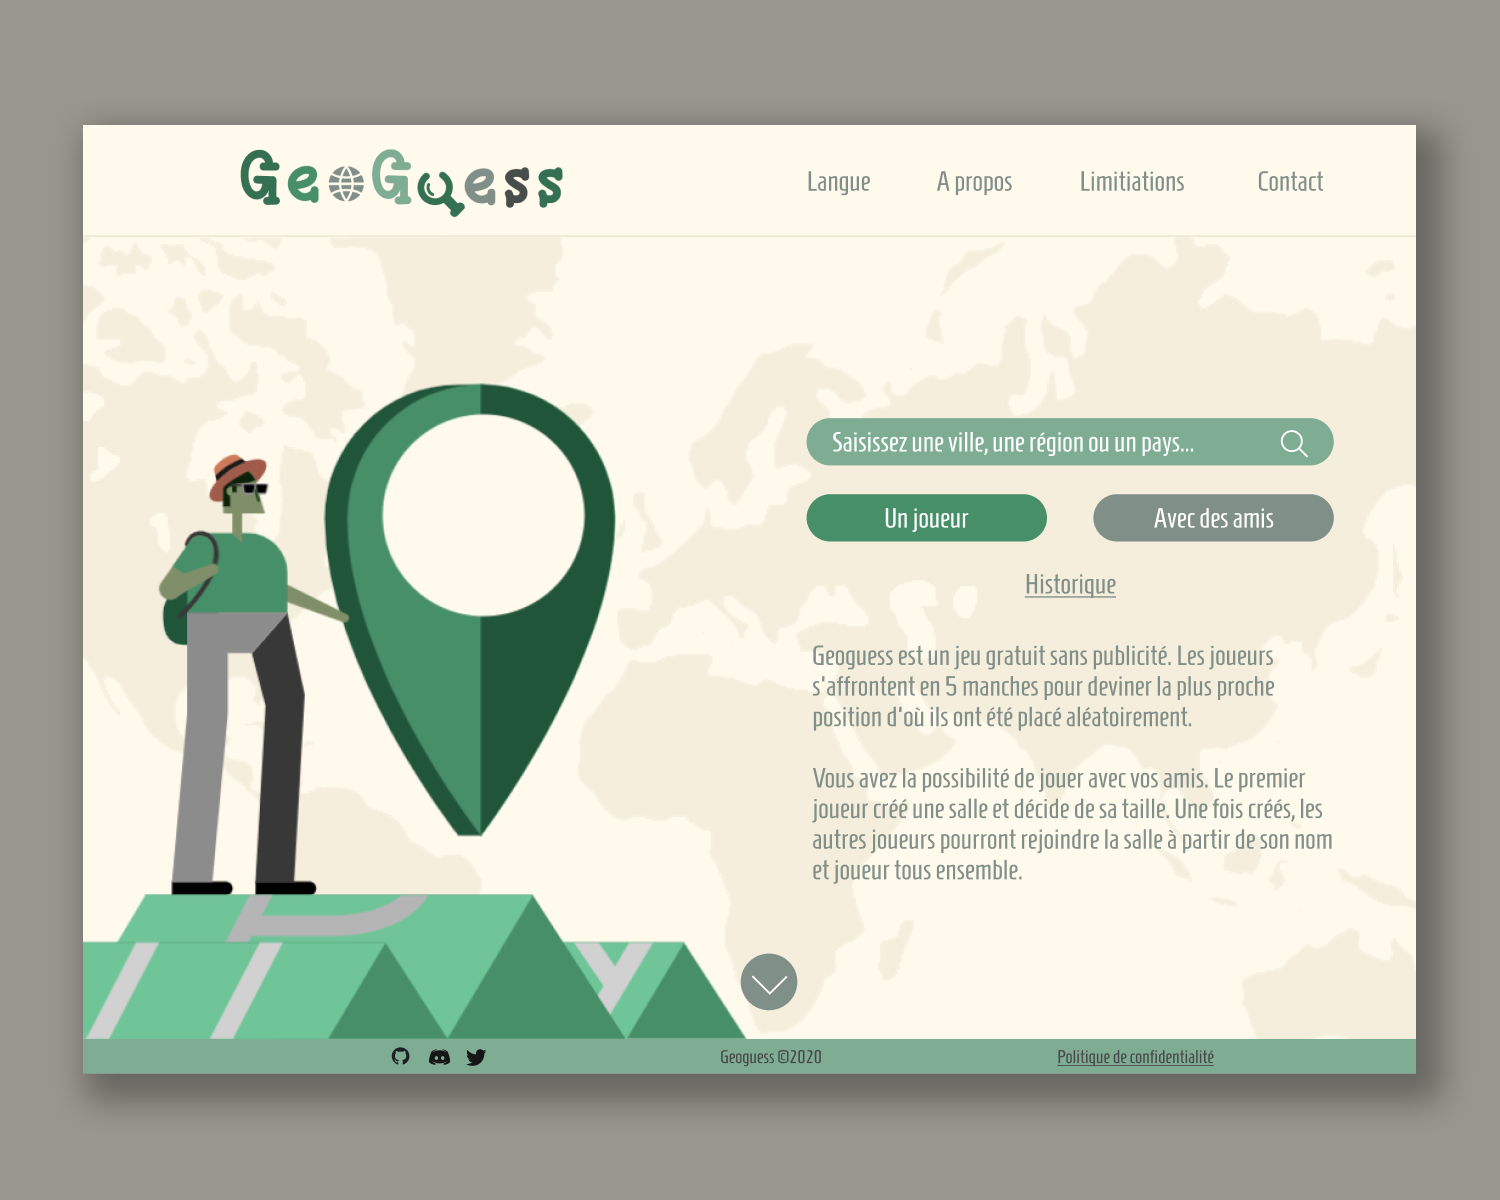 GeoGuess
Langue
A propos
Limitiations
Contact
Saisissez une ville, une région ou un pays...
Un joueur
Avec des amis
Historique
Geoguess est un jeu gratuit sans publicité. Les joueurs
s'affrontent en 5 manches pour deviner la plus proche
position d'où ils ont été placé aléatoirement.
Vous avez la possibilité de jouer avec vos amis. Le premier
joueur créé une salle et décide de sa taille. Une fois créés, les
autres joueurs pourront rejoindre la salle à partir de son nom
et joueur tous ensemble.
Geoguess ©2020
Politique de confidentialité